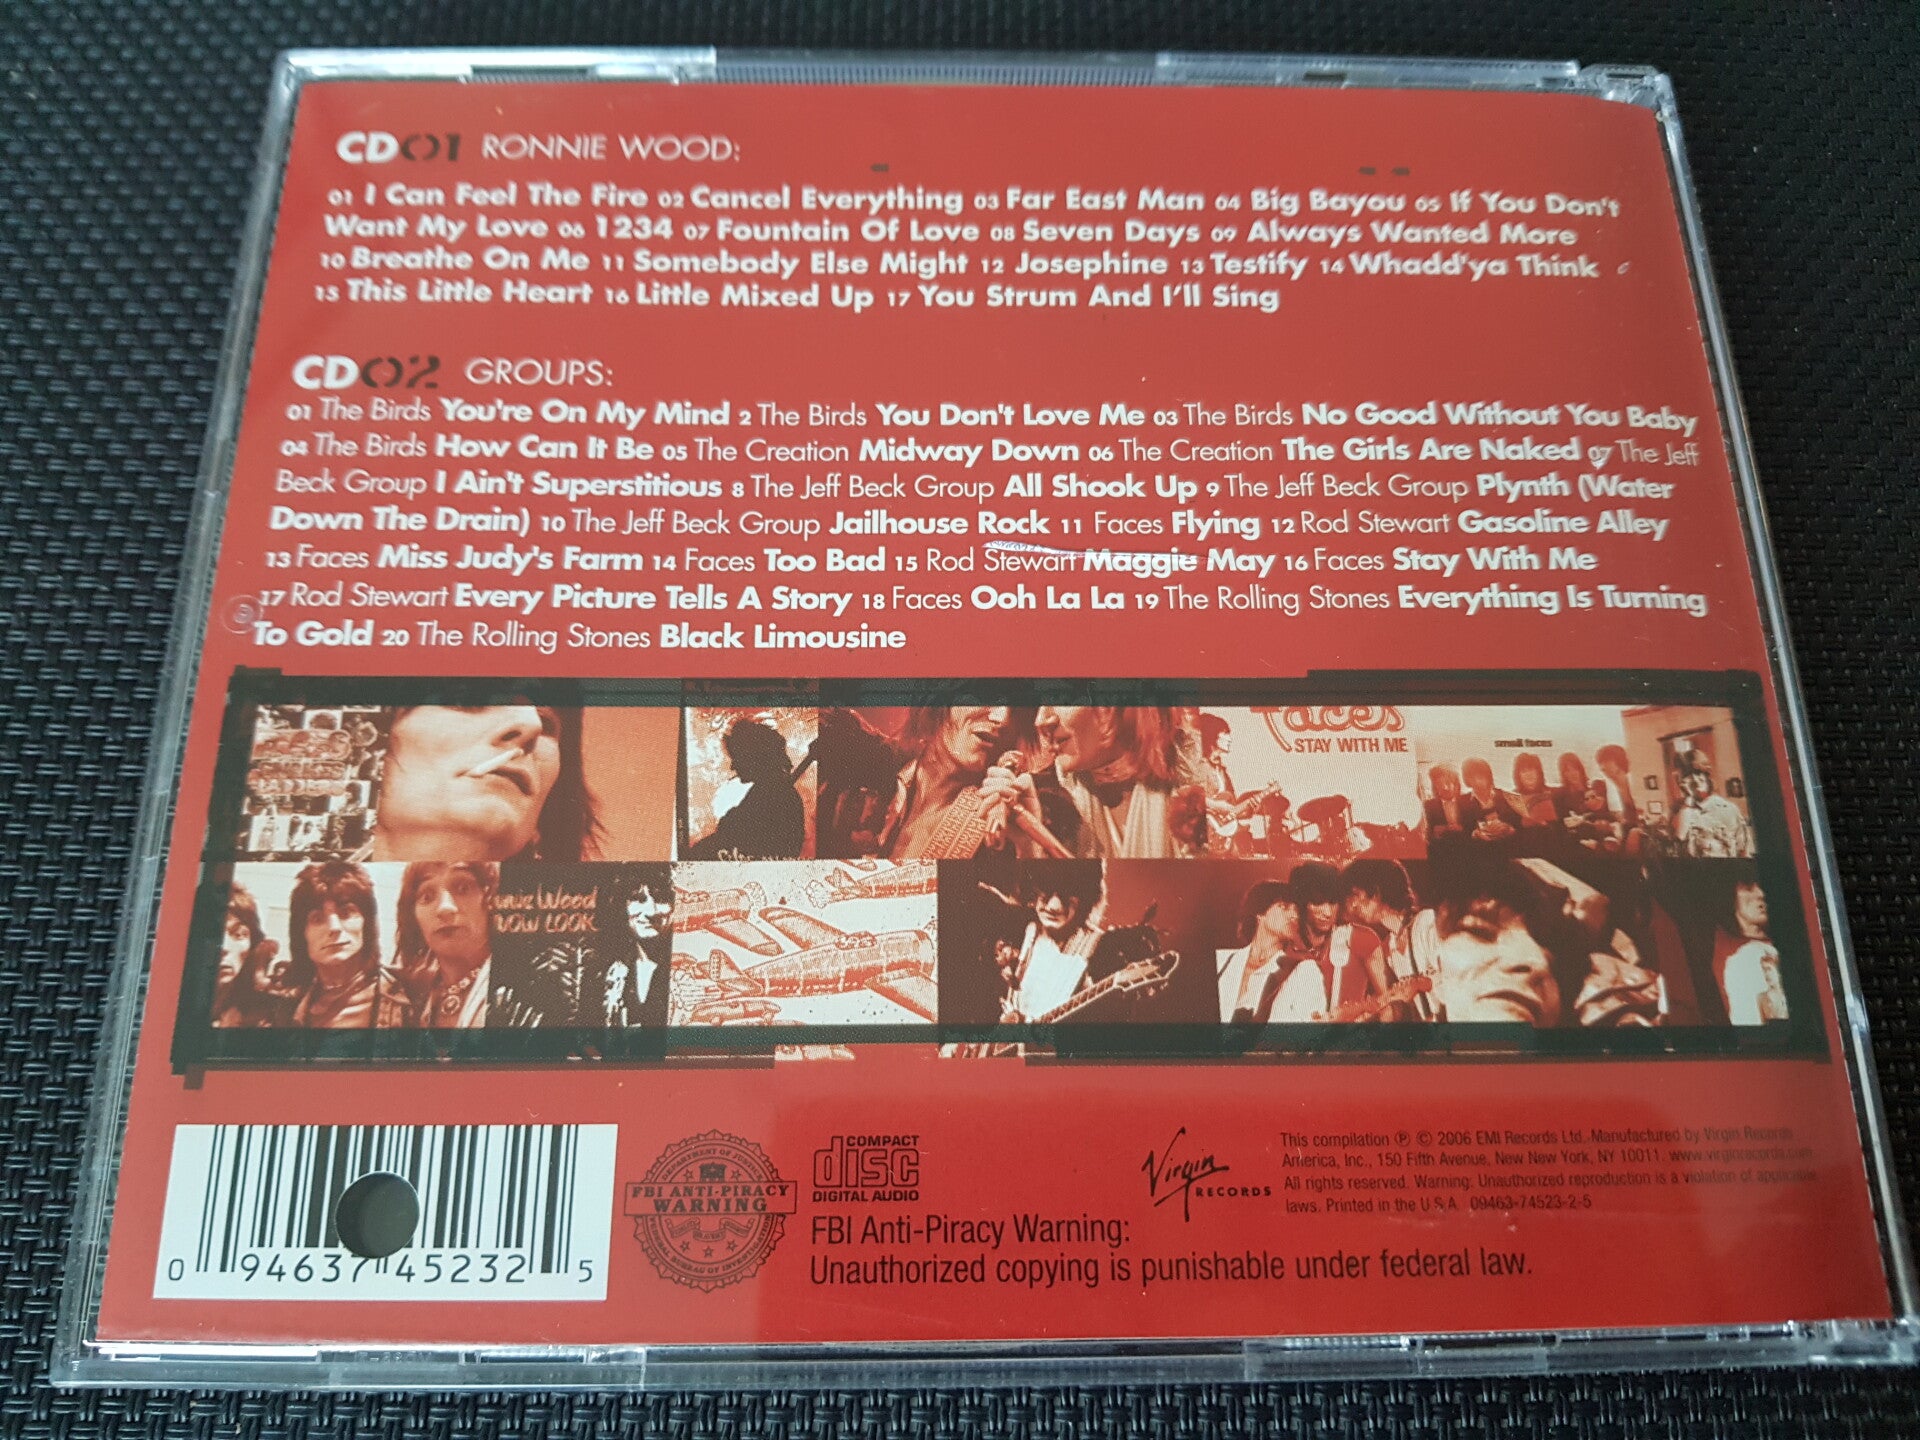 CD01 RONNIE WOOD:
01 I Can Feel The Fire 02 Cancel Everything 03 Far East Man 04 Big Bayou 05 If You Don't
Want My Love 06 1234 07 Fountain Of Love 08 Seven Days 09 Always Wanted More
10 Breathe On Me 11 Somebody Else Might 12 Josephine 13 Testify 14 Whadd'ya Think
15 This Little Heart 16 Little Mixed Up 17 You Strum And I'll Sing
CD02 GROUPS:
01 The Birds You're On My Mind 2 The Birds You Don't Love Me 03 The Birds No Good Without You Baby
04 The Birds How Can It Be 05 The Creation Midway Down 06 The Creation The Girls Are Naked 07 The Jeff
Beck Group I Ain't Superstitious 8 The Jeff Beck Group All Shook Up 9 The Jeff Beck Group Plynth (Water
Down The Drain) 10 The Jeff Beck Group Jailhouse Rock 11 Faces Flying 12 Rod Stewart Gasoline Alley
13 Faces Miss Judy's Farm 14 Faces Too Bad 15 Rod Stewart Maggie May 16 Faces Stay With Me
17 Rod Stewart Every Picture Tells A Story 18 Faces Ooh La La 19 The Rolling Stones Everything Is Turning
To Gold 20 The Rolling Stones Black Limousine
Faces
STAY WITH ME
small faces
Wood
NOW LOOK
0 94637 45232 5
DEPARTMENT OF JUSTICE
FBI ANTI-PIRACY
WARNING
FEDERAL BUREAU OF INVESTIGATION
COMPACT
disc
DIGITAL AUDIO
FBI Anti-Piracy Warning:
Unauthorized copying is punishable under federal law.
Virgin
RECORDS
This compilation ℗ © 2006 EMI Records Ltd. Manufactured by Virgin Records
America, Inc., 150 Fifth Avenue, New New York, NY 10011. www.virginrecords.com.
All rights reserved. Warning: Unauthorized reproduction is a violation of applicable
laws. Printed in the U.S.A. 09463-74523-2-5